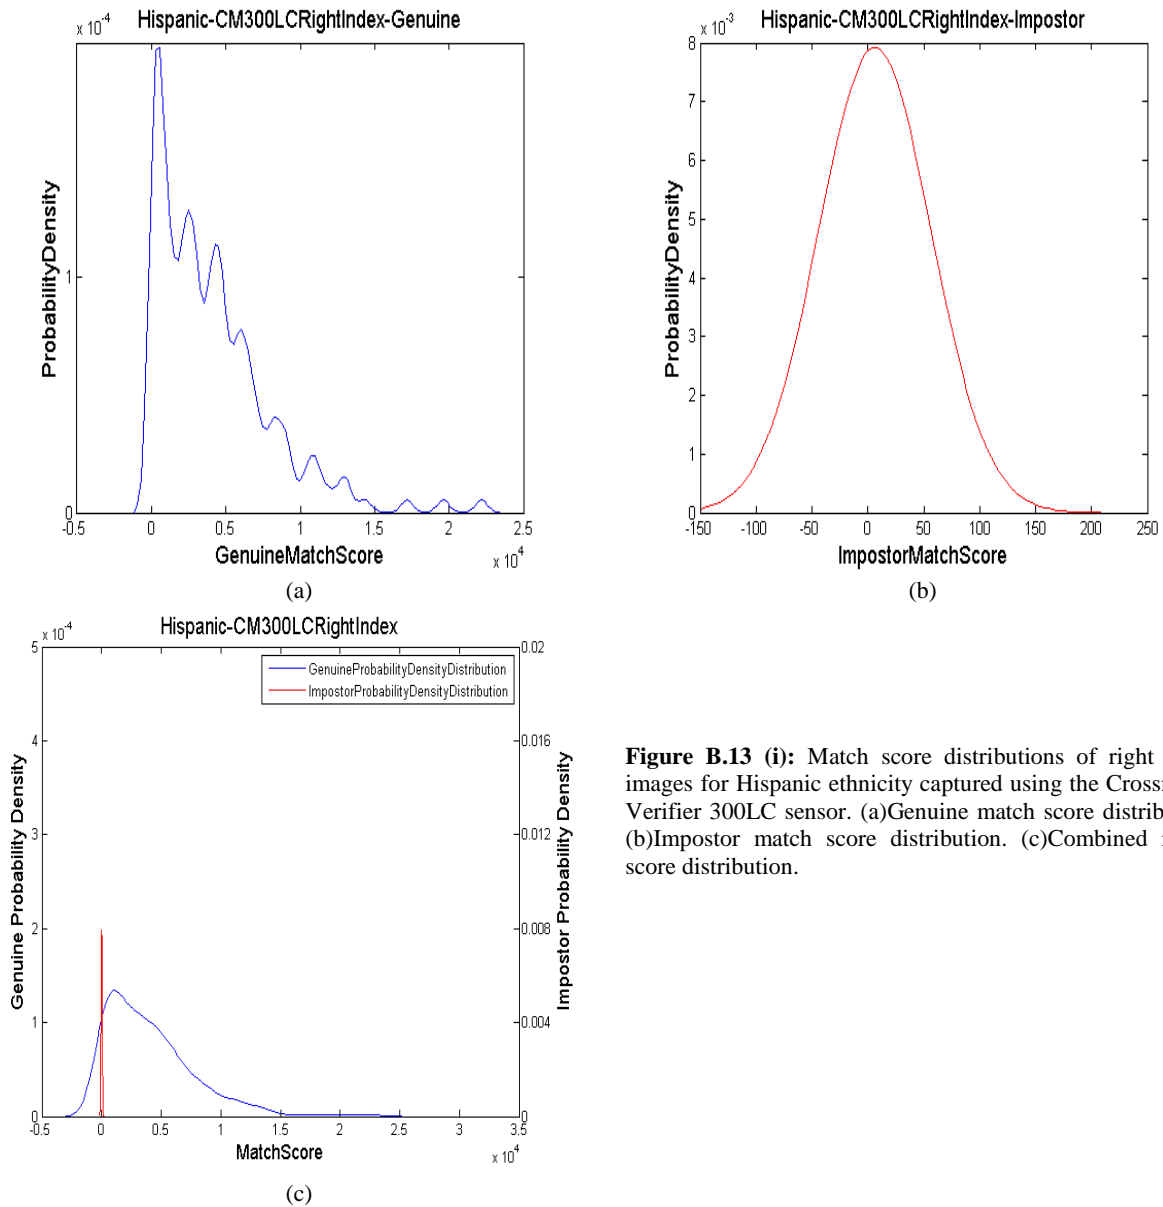 Hispanic-CM300LCRightIndex-Genuine
x 10-4
1
0
-0.5 0 0.5 1 1.5 2 2.5
x 10^4
ProbabilityDensity
GenuineMatchScore
(a)
Hispanic-CM300LCRightIndex-Impostor
x 10-3
8
7
6
5
4
3
2
1
0
-150 -100 -50 0 50 100 150 200 250
ProbabilityDensity
ImpostorMatchScore
(b)
Hispanic-CM300LCRightIndex
x 10-4
5
4
3
2
1
0
0.02
0.016
0.012
0.008
0.004
0
GenuineProbabilityDensityDistribution
ImpostorProbabilityDensityDistribution
Genuine Probability Density
Impostor Probability Density
-0.5 0 0.5 1 1.5 2 2.5 3 3.5
MatchScore
x 10^4
(c)
Figure B.13 (i): Match score distributions of right
images for Hispanic ethnicity captured using the
Verifier 300LC sensor. (a)Genuine match score
(b)Impostor match score distribution. (c)Combined
score distribution.